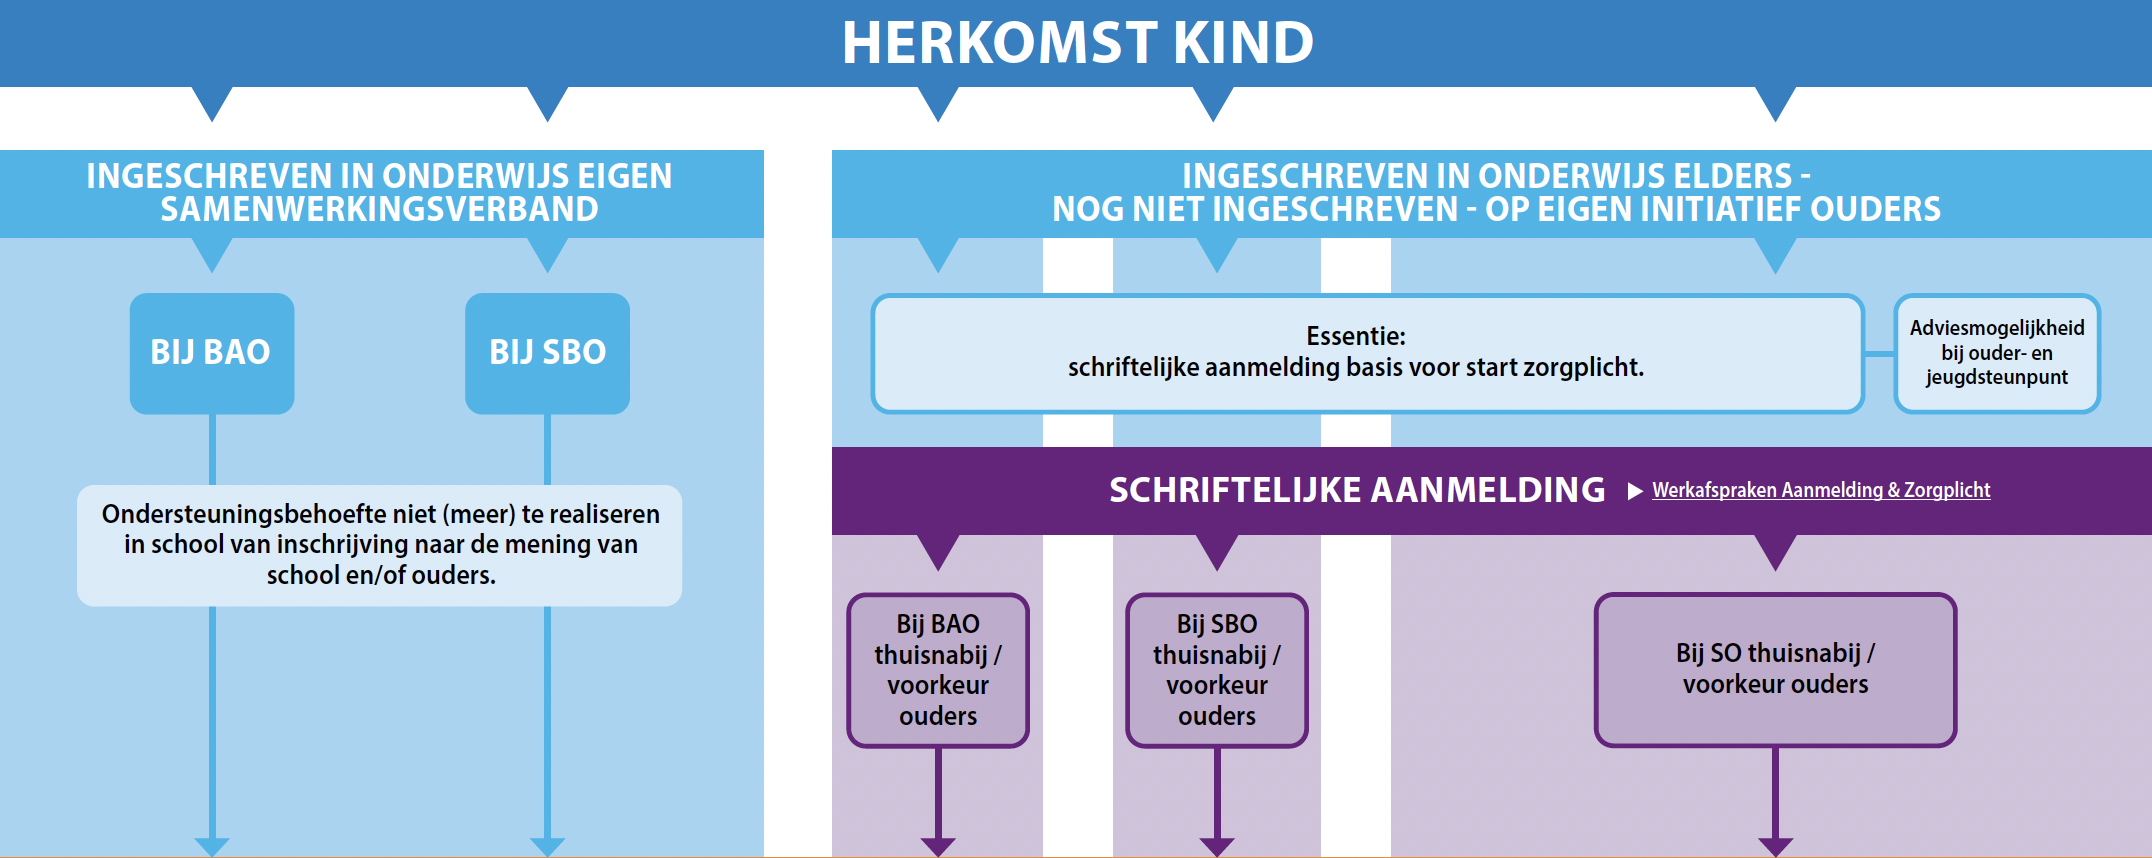 HERKOMST KIND
INGESCHREVEN IN ONDERWIJS EIGEN
SAMENWERKINGSVERBAND
BIJ BAO
BIJ SBO
Ondersteuningsbehoefte niet (meer) te realiseren
in school van inschrijving naar de mening van
school en/of ouders.
INGESCHREVEN IN ONDERWIJS ELDERS -
NOG NIET INGESCHREVEN - OP EIGEN INITIATIEF OUDERS
Essentie:
schriftelijke aanmelding basis voor start zorgplicht.
Adviesmogelijkheid
bij ouder- en
jeugdsteunpunt
SCHRIFTELIJKE AANMELDING
Werkafspraken Aanmelding & Zorgplicht
Bij BAO
thuisnabij /
voorkeur
ouders
Bij SBO
thuisnabij /
voorkeur
ouders
Bij SO thuisnabij /
voorkeur ouders